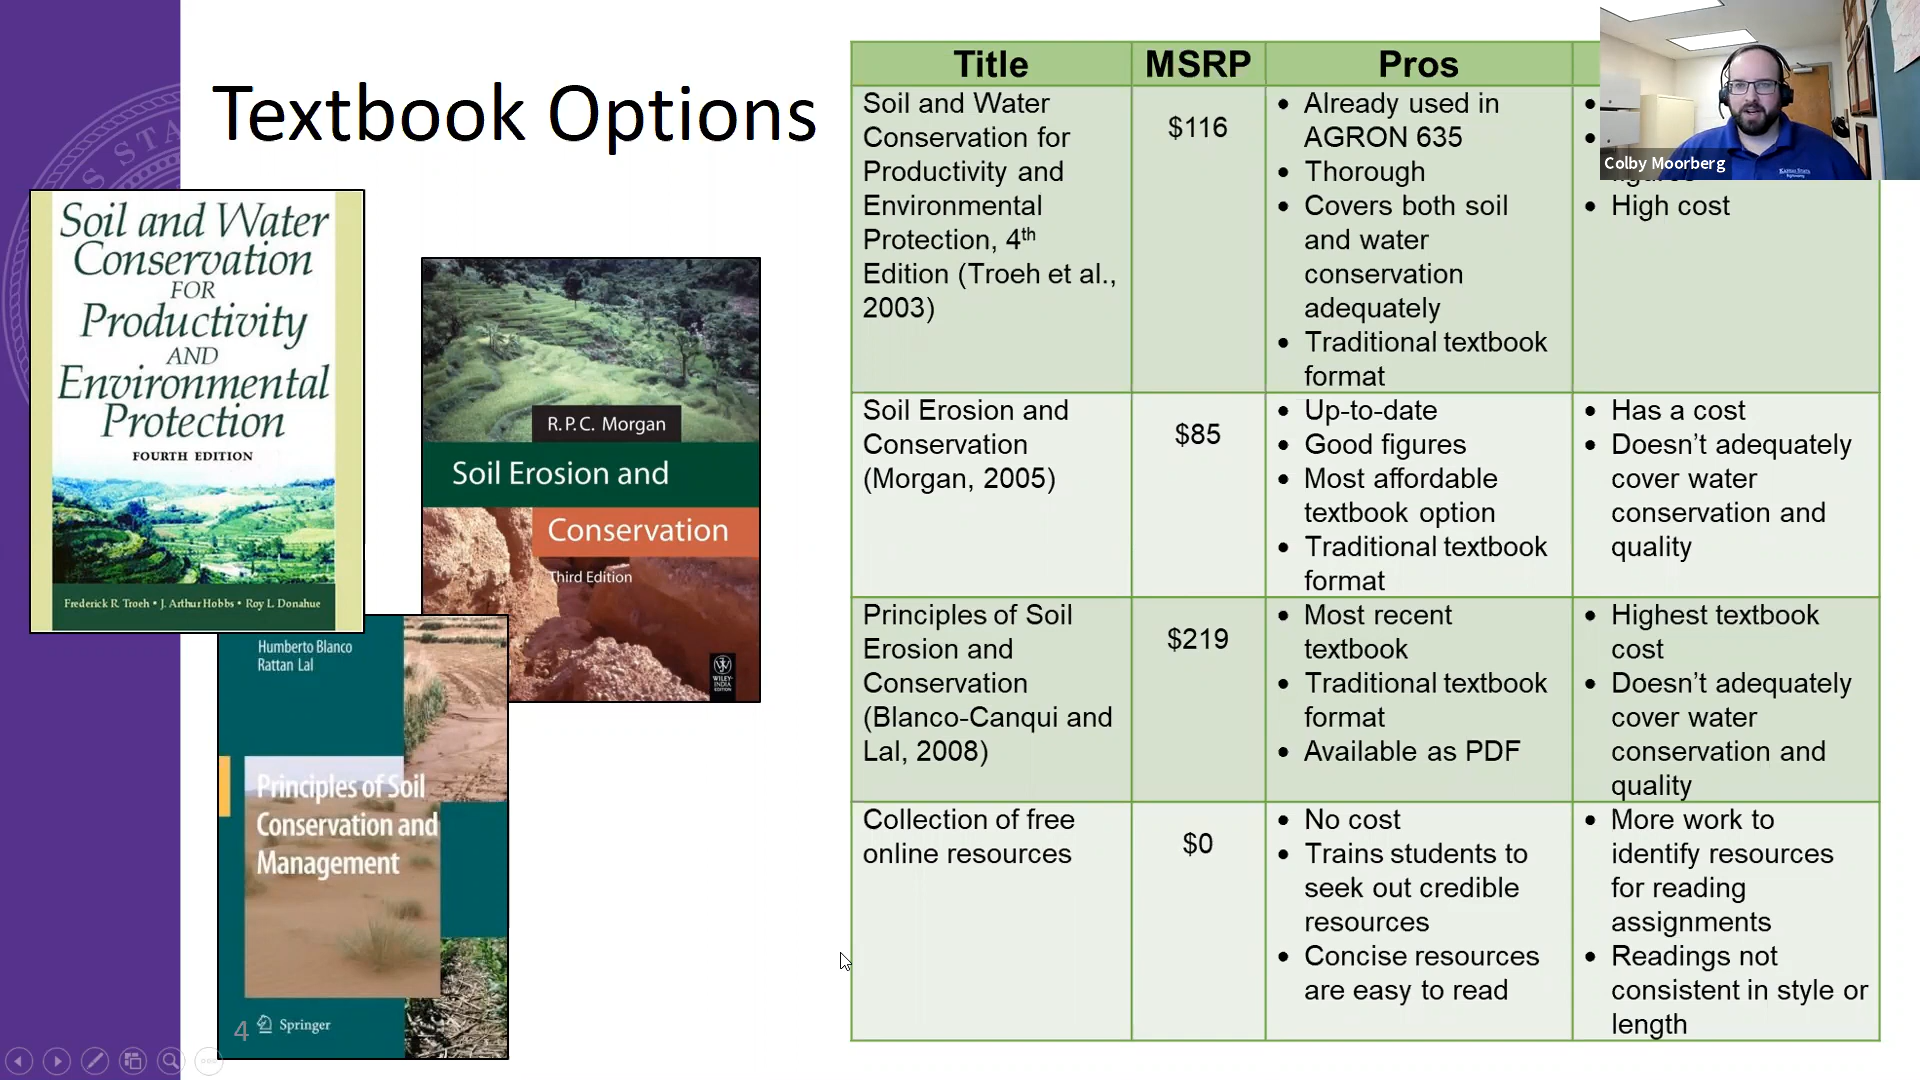 Textbook Options
Soil and Water
Conservation
FOR
Productivity
AND
Environmental
Protection
FOURTH EDITION
Frederick R. Troeh • J. Arthur Hobbs • Roy L. Donahue
R.P.C. Morgan
Soil Erosion and
Conservation
Third Edition
WILEY-
INDIA
EDITION
Humberto Blanco
Rattan Lal
Principles of Soil
Conservation and
Management
Springer
4
Title
MSRP
Pros
Soil and Water
Conservation for
Productivity and
Environmental
Protection, 4th
Edition (Troeh et al.,
2003)
$116
• Already used in
AGRON 635
• Thorough
• Covers both soil
and water
conservation
adequately
• Traditional textbook
format
• High cost
Soil Erosion and
Conservation
(Morgan, 2005)
$85
• Up-to-date
• Good figures
• Most affordable
textbook option
• Traditional textbook
format
• Has a cost
• Doesn’t adequately
cover water
conservation and
quality
Principles of Soil
Erosion and
Conservation
(Blanco-Canqui and
Lal, 2008)
$219
• Most recent
textbook
• Traditional textbook
format
• Available as PDF
• Highest textbook
cost
• Doesn’t adequately
cover water
conservation and
quality
Collection of free
online resources
$0
• No cost
• Trains students to
seek out credible
resources
• Concise resources
are easy to read
• More work to
identify resources
for reading
assignments
• Readings not
consistent in style or
length
Colby Moorberg